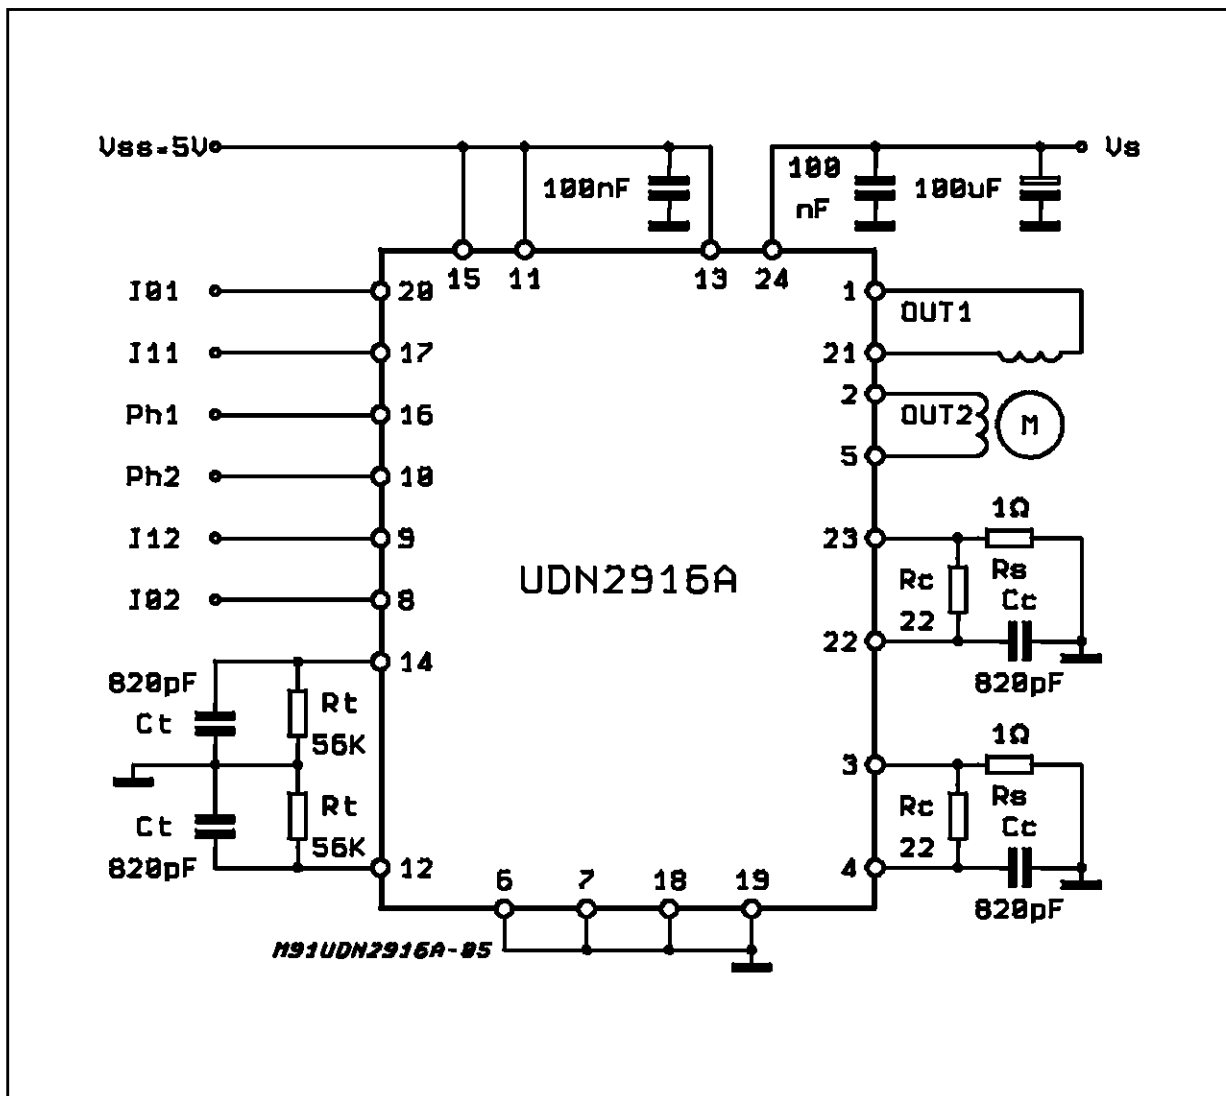 Vss=5V
Vs
100nF
100
nF
100uF
15
11
13
24
I01
20
1
OUT1
I11
17
21
2
Ph1
16
OUT2
M
5
Ph2
10
1Ω
I12
9
23
UDN2916A
Rc
Rs
I02
8
22
Cc
22
14
820pF
820pF
Rt
Ct
56K
1Ω
3
Rt
Rc
Rs
Ct
22
Cc
56K
820pF
12
4
820pF
6
7
18
19
M91UDN2916A-05